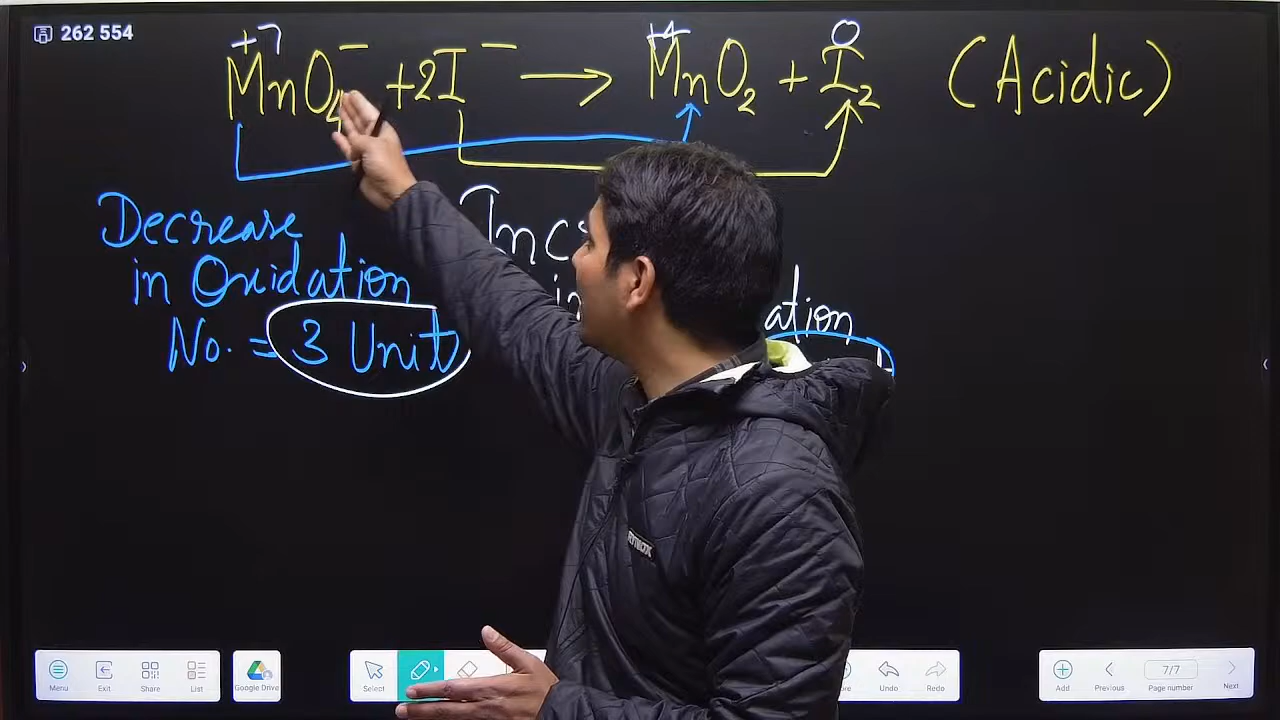 262 554
+7 +4 0
MnO4⁻ + 2I⁻ → MnO2 + I2 (Acidic)
Decrease
in Oxidation ation
No. = 3 Unit
Menu Exit Share List Google Drive Select Undo Redo Add Previous 7/7 Page number Next